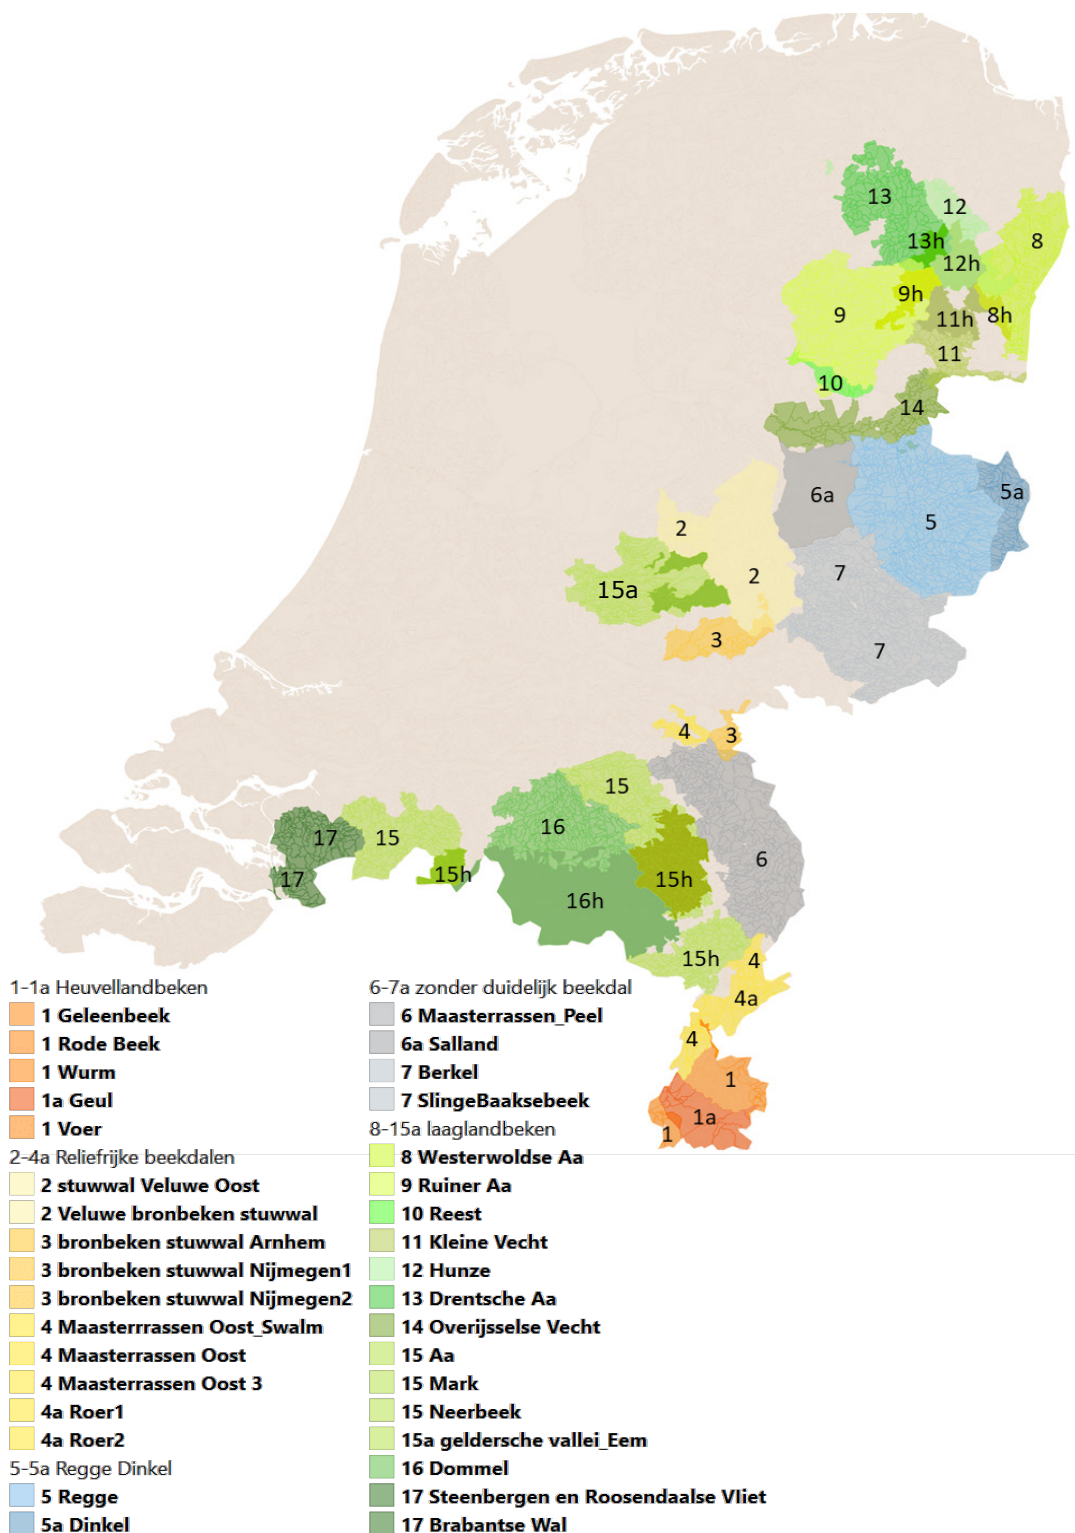 13
12
8
13h
12h
9h
9
11h
8h
11
10
14
6a
5a
5
2
7
2
15a
3
7
4
3
15
16
17
15
6
15h
15h
17
16h
15h
4
4a
4
1
1a
1
1-1a Heuvellandbeken
1 Geleenbeek
1 Rode Beek
1 Wurm
1a Geul
1 Voer
2-4a Reliefrijke beekdalen
2 stuwwal Veluwe Oost
2 Veluwe bronbeken stuwwal
3 bronbeken stuwwal Arnhem
3 bronbeken stuwwal Nijmegen1
3 bronbeken stuwwal Nijmegen2
4 Maasterrrassen Oost_Swalm
4 Maasterrassen Oost
4 Maasterrassen Oost 3
4a Roer1
4a Roer2
5-5a Regge Dinkel
5 Regge
5a Dinkel
6-7a zonder duidelijk beekdal
6 Maasterrassen_Peel
6a Salland
7 Berkel
7 SlingeBaaksebeek
8-15a laaglandbeken
8 Westerwoldse Aa
9 Ruiner Aa
10 Reest
11 Kleine Vecht
12 Hunze
13 Drentsche Aa
14 Overijsselse Vecht
15 Aa
15 Mark
15 Neerbeek
15a geldersche vallei_Eem
16 Dommel
17 Steenbergen en Roosendaalse Vliet
17 Brabantse Wal